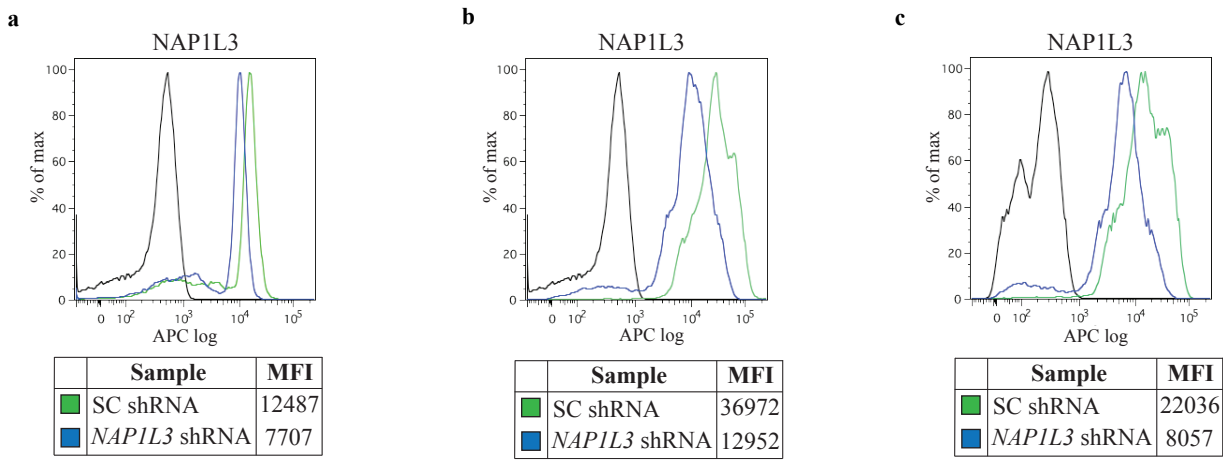 a
NAP1L3
100
80
60
40
20
0
% of max
0 10² 10³ 10⁴ 10⁵
APC log
Sample MFI
SC shRNA 12487
NAP1L3 shRNA 7707
b
NAP1L3
100
80
60
40
20
0
% of max
0 10² 10³ 10⁴ 10⁵
APC log
Sample MFI
SC shRNA 36972
NAP1L3 shRNA 12952
c
NAP1L3
100
80
60
40
20
0
% of max
0 10² 10³ 10⁴ 10⁵
APC log
Sample MFI
SC shRNA 22036
NAP1L3 shRNA 8057